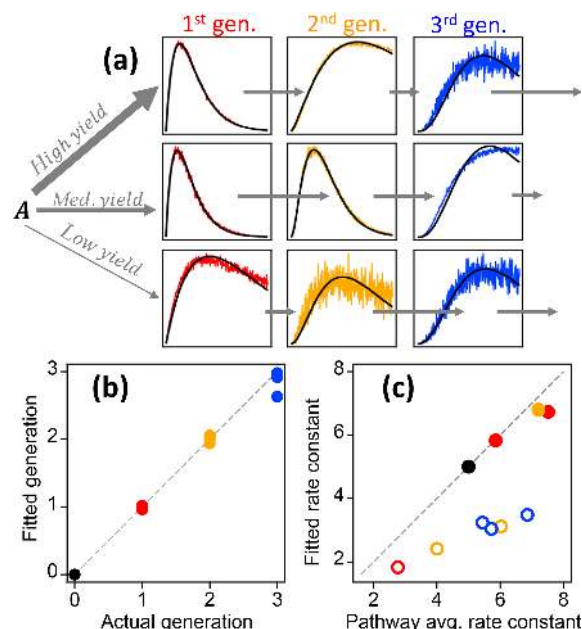 1st gen.
2nd gen.
3rd gen.
(a)
High yield
A
Med. yield
Low yield
(b)
Fitted generation
3
2
1
0
0
1
2
3
Actual generation
(c)
Fitted rate constant
8
6
4
2
2
4
6
8
Pathway avg. rate constant